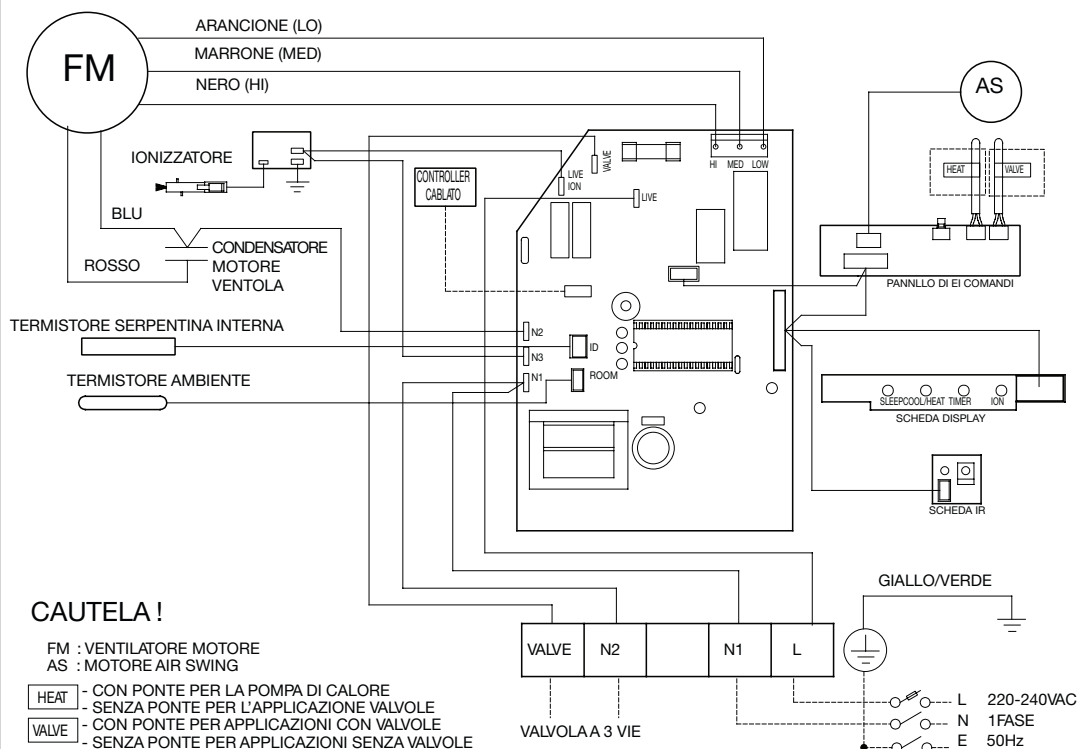 ARANCIONE (LO)
MARRONE (MED)
NERO (HI)
FM
AS
IONIZZATORE
CONTROLLER
CABLATO
LIVE
ION
VALVE
HI MED LOW
LIVE
HEAT
VALVE
BLU
ROSSO
CONDENSATORE
MOTORE
VENTOLA
PANNLLO DI EI COMANDI
TERMISTORE SERPENTINA INTERNA
N2
N3
N1
ID
ROOM
TERMISTORE AMBIENTE
SLEEPCOOL/HEAT TIMER ION
SCHEDA DISPLAY
SCHEDA IR
GIALLO/VERDE
CAUTELA !
FM : VENTILATORE MOTORE
AS : MOTORE AIR SWING
HEAT - CON PONTE PER LA POMPA DI CALORE
- SENZA PONTE PER L'APPLICAZIONE VALVOLE
VALVE - CON PONTE PER APPLICAZIONI CON VALVOLE
- SENZA PONTE PER APPLICAZIONI SENZA VALVOLE
VALVE N2 N1 L
VALVOLA A 3 VIE
L 220-240VAC
N 1FASE
E 50Hz